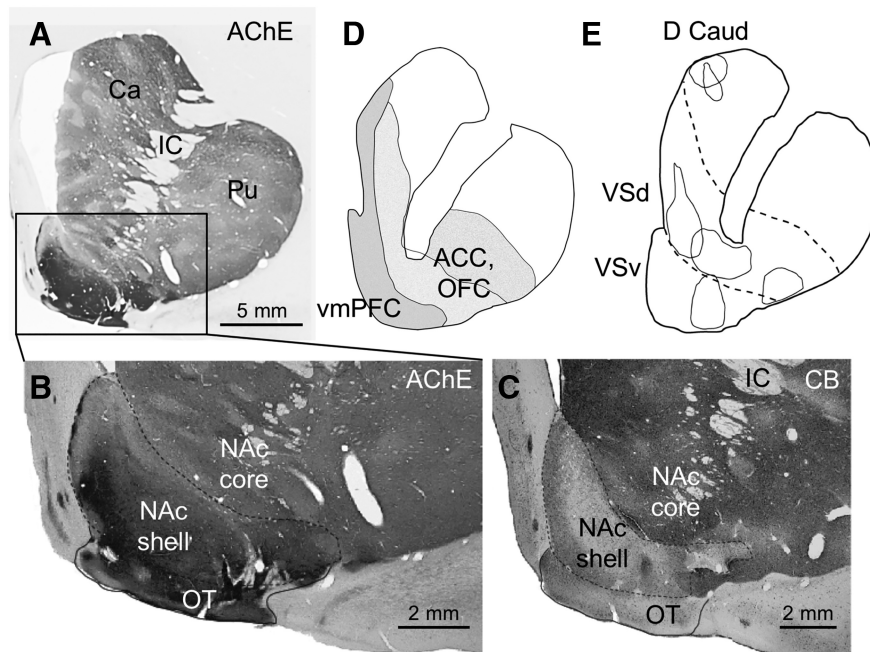 A
AChE
Ca
IC
Pu
5 mm
D
ACC,
OFC
vmPFC
E
D Caud
VSd
VSv
B
AChE
NAc
core
NAc
shell
OT
2 mm
C
IC
CB
NAc
core
NAc
shell
OT
2 mm